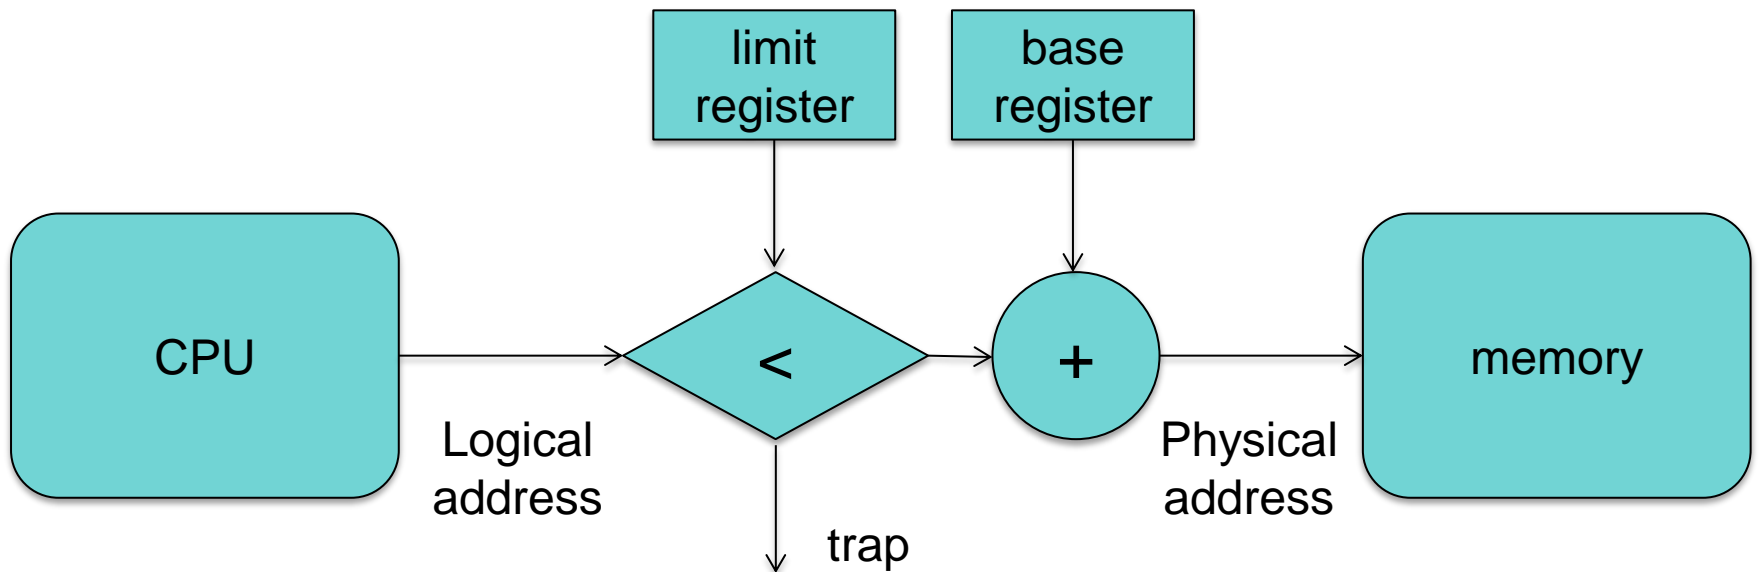 limit
register
base
register
CPU
<
+
memory
Logical
address
Physical
address
trap